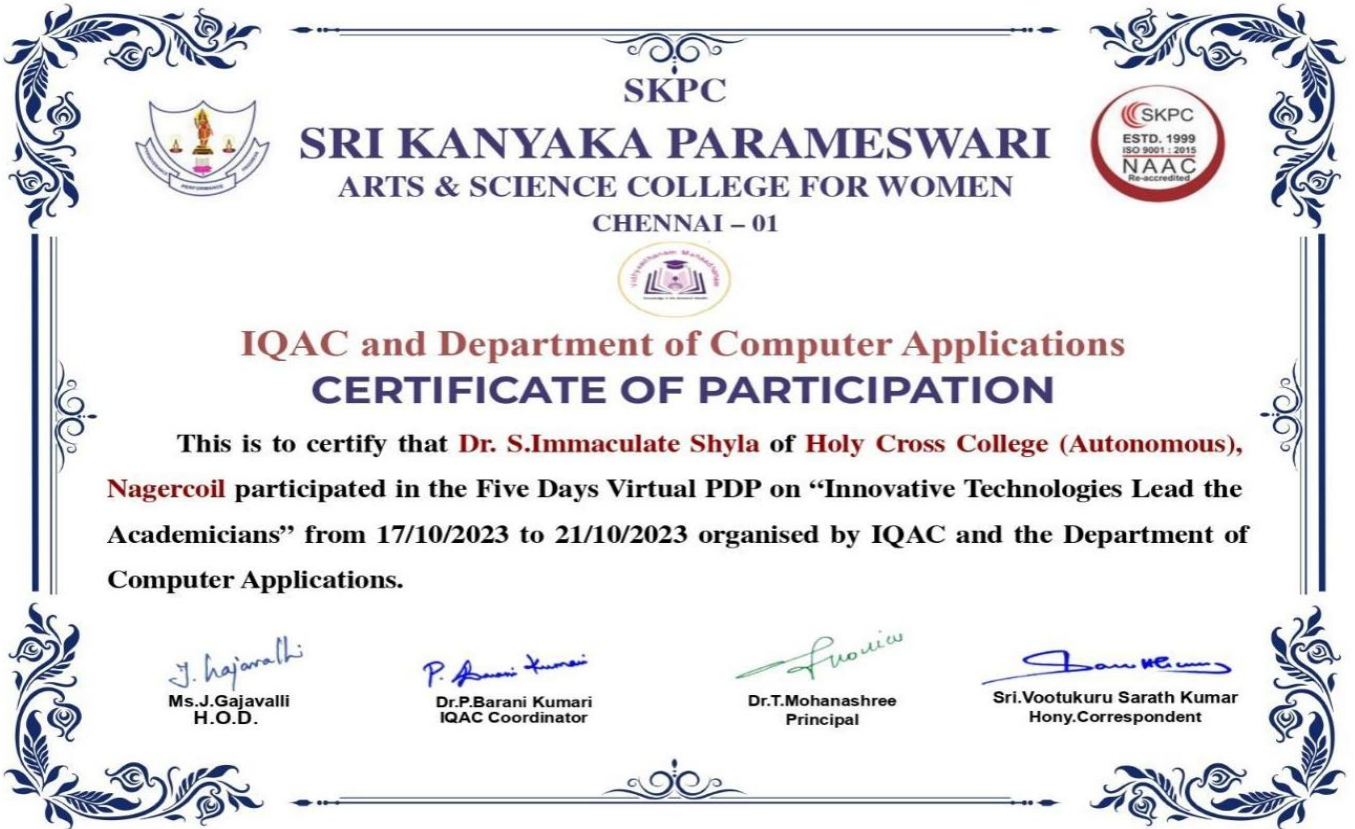 SKPC
SRI KANYAKA PARAMESWARI
ARTS & SCIENCE COLLEGE FOR WOMEN
CHENNAI – 01
PERFORMANCE
SKPC
ESTD. 1999
ISO 9001 : 2015
NAAC
Re-accredited
IQAC and Department of Computer Applications
CERTIFICATE OF PARTICIPATION
This is to certify that Dr. S.Immaculate Shyla of Holy Cross College (Autonomous),
Nagercoil participated in the Five Days Virtual PDP on “Innovative Technologies Lead the
Academicians” from 17/10/2023 to 21/10/2023 organised by IQAC and the Department of
Computer Applications.
Ms.J.Gajavalli
H.O.D.
P. Barani Kumari
Dr.P.Barani Kumari
IQAC Coordinator
Dr.T.Mohanashree
Principal
Sri.Vootukuru Sarath Kumar
Hony.Correspondent